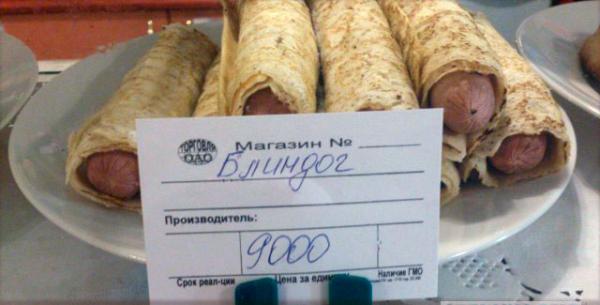 ТОРГОВЛЯ ОАО
Магазин №
Блиндог
Производитель:
9000
Срок реал-ции Цена за единицу Наличие ГМО